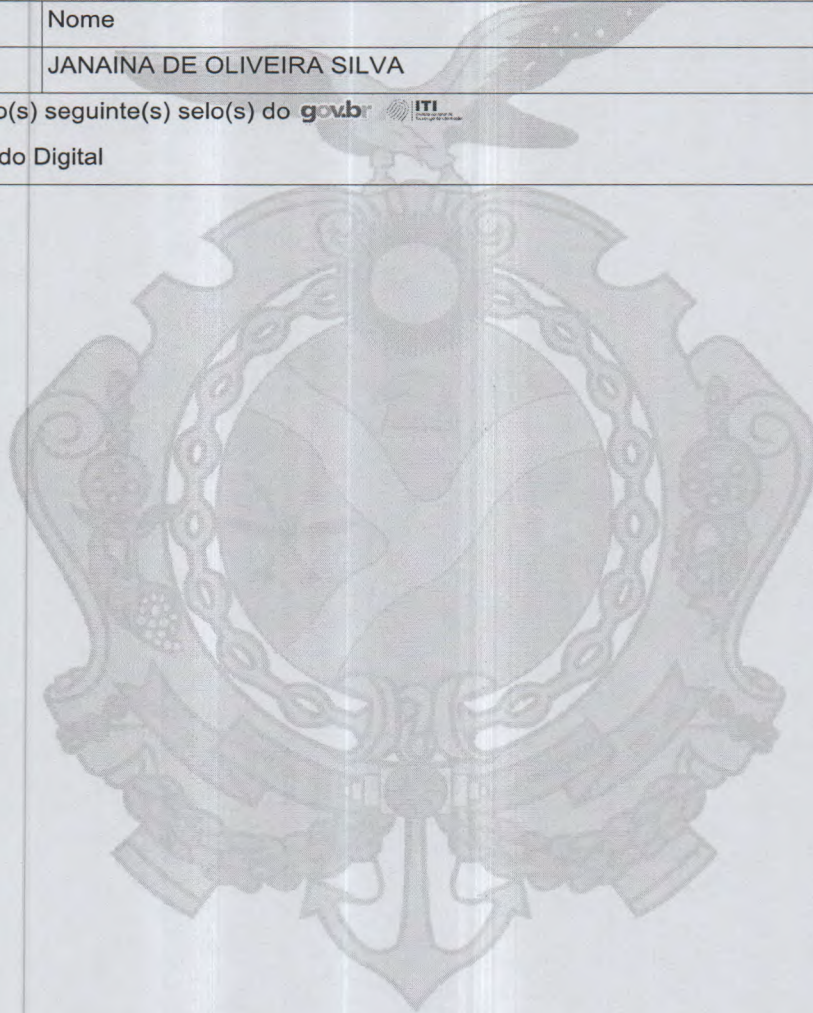 Nome
JANAINA DE OLIVEIRA SILVA
o(s) seguinte(s) selo(s) do gov.br ITI
do Digital